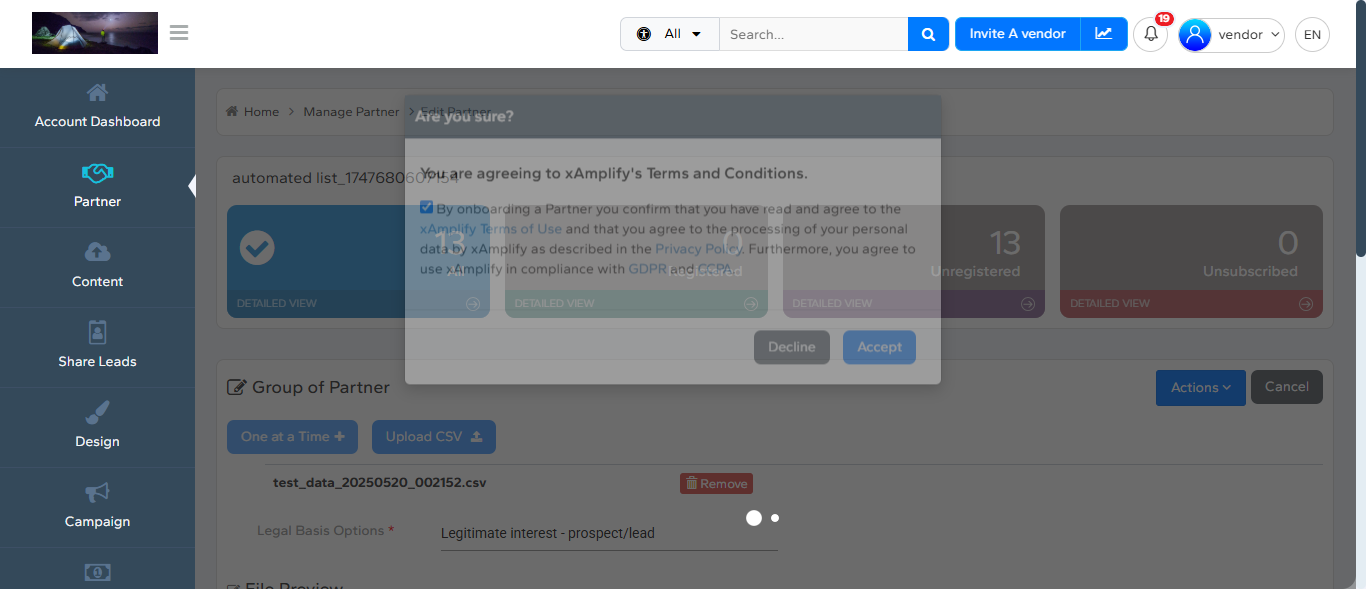 All
Search...
Invite A vendor
19
vendor
EN
Account Dashboard
Partner
Content
Share Leads
Design
Campaign
Home > Manage Partner > Edit Partner
Are you sure?
automated list_1747680607154
You are agreeing to xAmplify's Terms and Conditions.
By onboarding a Partner you confirm that you have read and agree to the
xAmplify Terms of Use and that you agree to the processing of your personal
data by xAmplify as described in the Privacy Policy. Furthermore, you agree to
use xAmplify in compliance with GDPR and CCPA.
Decline
Accept
13
All
DETAILED VIEW
0
Registered
DETAILED VIEW
13
Unregistered
DETAILED VIEW
0
Unsubscribed
DETAILED VIEW
Group of Partner
Actions
Cancel
One at a Time
Upload CSV
test_data_20250520_002152.csv
Remove
Legal Basis Options *
Legitimate interest - prospect/lead
File Preview